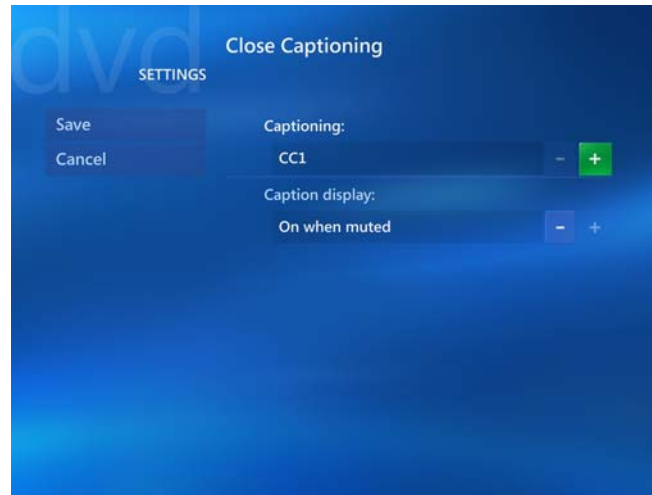 dvd
Close Captioning
SETTINGS
Save
Captioning:
CC1 - +
Cancel
Caption display:
On when muted - +